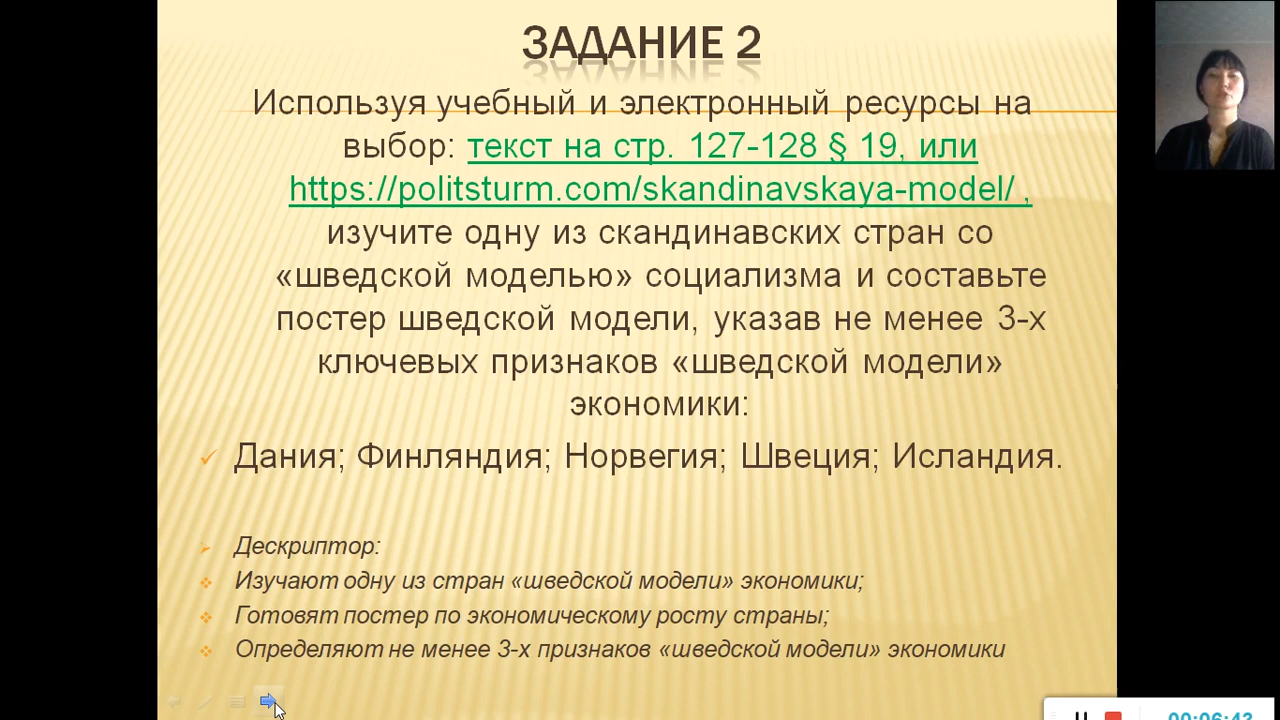 ЗАДАНИЕ 2
Используя учебный и электронный ресурсы на
выбор: текст на стр. 127-128 § 19, или
https://politsturm.com/skandinavskaya-model/ ,
изучите одну из скандинавских стран со
«шведской моделью» социализма и составьте
постер шведской модели, указав не менее 3-х
ключевых признаков «шведской модели»
экономики:
Дания; Финляндия; Норвегия; Швеция; Исландия.
Дескриптор:
Изучают одну из стран «шведской модели» экономики;
Готовят постер по экономическому росту страны;
Определяют не менее 3-х признаков «шведской модели» экономики
00:06:43